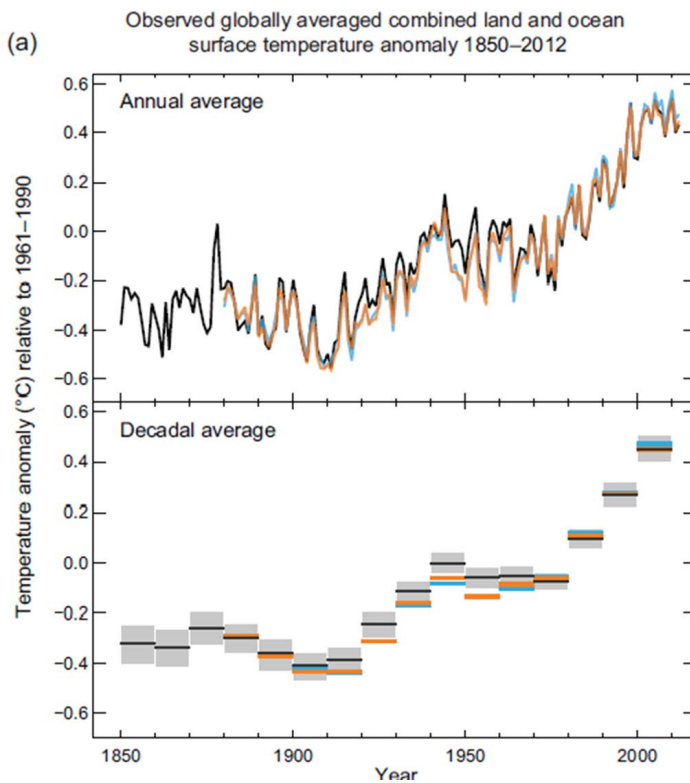 Observed globally averaged combined land and ocean
surface temperature anomaly 1850–2012
(a)
Temperature anomaly (°C) relative to 1961–1990
0.6
Annual average
0.4
0.2
0.0
−0.2
−0.4
−0.6
0.6
Decadal average
0.4
0.2
0.0
−0.2
−0.4
−0.6
1850 1900 1950 2000
Year